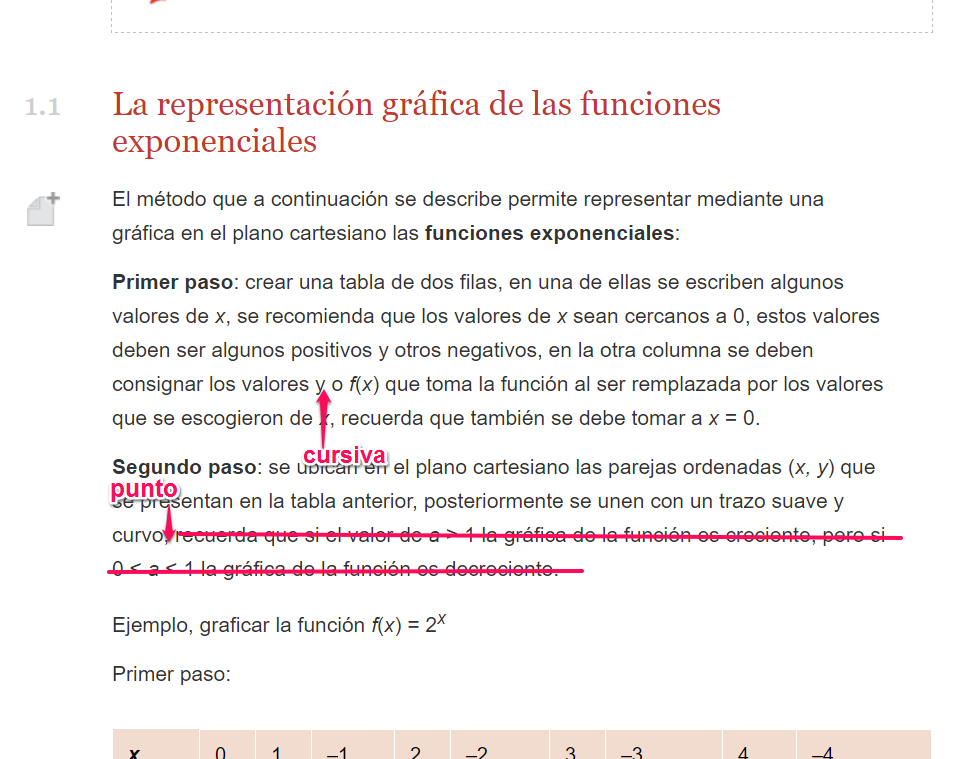 1.1
La representación gráfica de las funciones
exponenciales
El método que a continuación se describe permite representar mediante una
gráfica en el plano cartesiano las funciones exponenciales:
Primer paso: crear una tabla de dos filas, en una de ellas se escriben algunos
valores de x, se recomienda que los valores de x sean cercanos a 0, estos valores
deben ser algunos positivos y otros negativos, en la otra columna se deben
consignar los valores y o f(x) que toma la función al ser remplazada por los valores
que se escogieron de x, recuerda que también se debe tomar a x = 0.
cursiva
Segundo paso: se ubican en el plano cartesiano las parejas ordenadas (x, y) que
punto
se presentan en la tabla anterior, posteriormente se unen con un trazo suave y
curvo, recuerda que si el valor de a > 1 la gráfica de la función es creciente, pero si
0 < a < 1 la gráfica de la función es decreciente.
Ejemplo, graficar la función f(x) = 2^x
Primer paso:
x 0 1 –1 2 –2 3 –3 4 –4